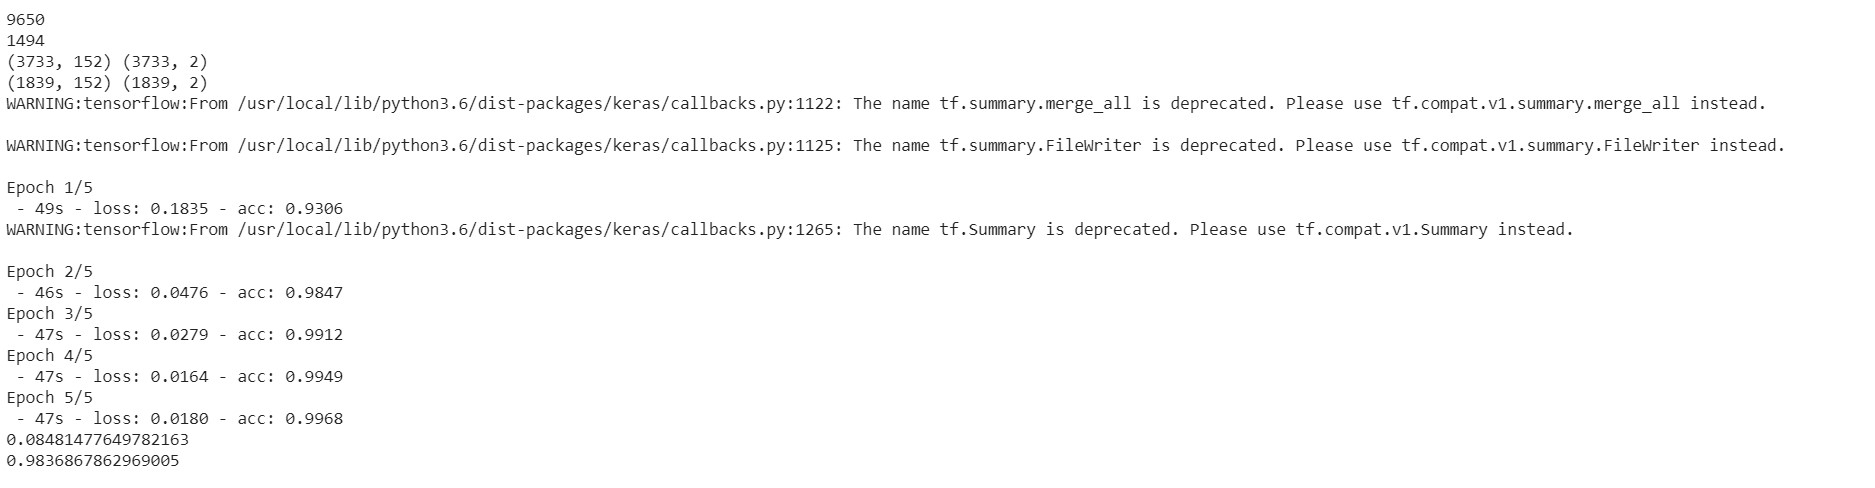 9650
1494
(3733, 152) (3733, 2)
(1839, 152) (1839, 2)
WARNING:tensorflow:From /usr/local/lib/python3.6/dist-packages/keras/callbacks.py:1122: The name tf.summary.merge_all is deprecated. Please use tf.compat.v1.summary.merge_all instead.
WARNING:tensorflow:From /usr/local/lib/python3.6/dist-packages/keras/callbacks.py:1125: The name tf.summary.FileWriter is deprecated. Please use tf.compat.v1.summary.FileWriter instead.
Epoch 1/5
 - 49s - loss: 0.1835 - acc: 0.9306
WARNING:tensorflow:From /usr/local/lib/python3.6/dist-packages/keras/callbacks.py:1265: The name tf.Summary is deprecated. Please use tf.compat.v1.Summary instead.
Epoch 2/5
 - 46s - loss: 0.0476 - acc: 0.9847
Epoch 3/5
 - 47s - loss: 0.0279 - acc: 0.9912
Epoch 4/5
 - 47s - loss: 0.0164 - acc: 0.9949
Epoch 5/5
 - 47s - loss: 0.0180 - acc: 0.9968
0.08481477649782163
0.9836867862969005